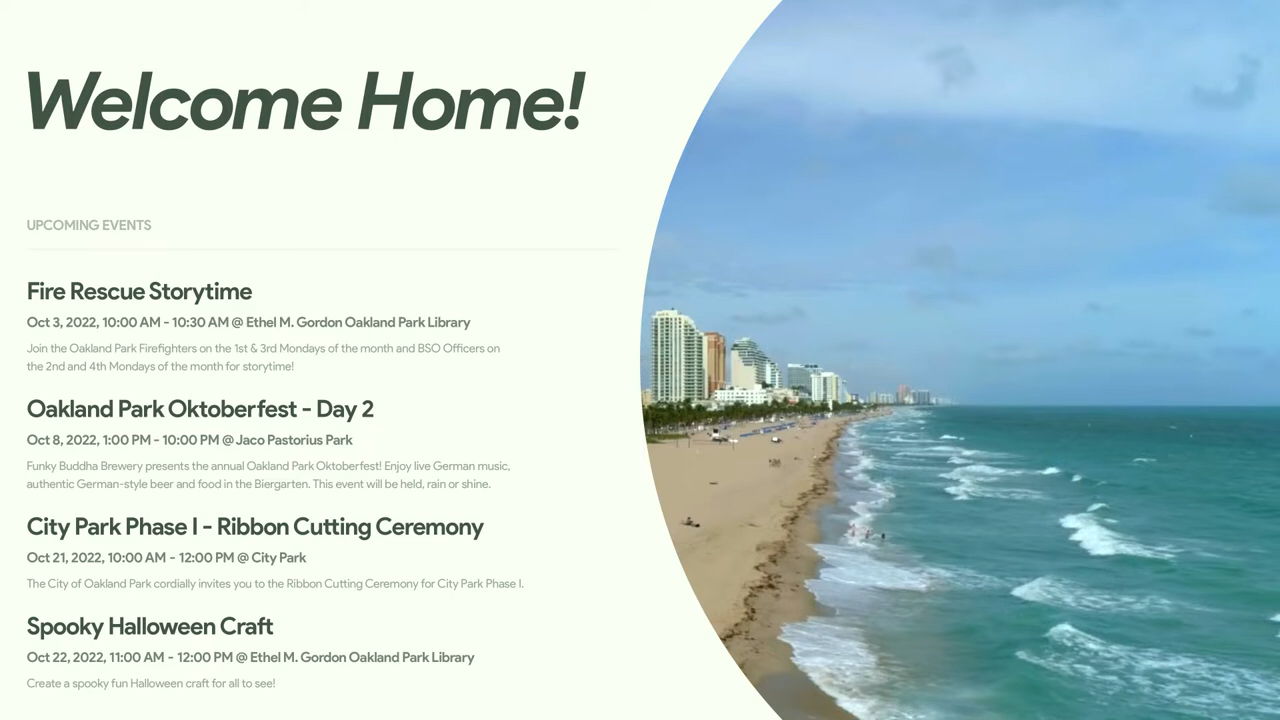 Welcome Home!
UPCOMING EVENTS
Fire Rescue Storytime
Oct 3, 2022, 10:00 AM - 10:30 AM @ Ethel M. Gordon Oakland Park Library
Join the Oakland Park Firefighters on the 1st & 3rd Mondays of the month and BSO Officers on
the 2nd and 4th Mondays of the month for storytime!
Oakland Park Oktoberfest - Day 2
Oct 8, 2022, 1:00 PM - 10:00 PM @ Jaco Pastorius Park
Funky Buddha Brewery presents the annual Oakland Park Oktoberfest! Enjoy live German music,
authentic German-style beer and food in the Biergarten. This event will be held, rain or shine.
City Park Phase I - Ribbon Cutting Ceremony
Oct 21, 2022, 10:00 AM - 12:00 PM @ City Park
The City of Oakland Park cordially invites you to the Ribbon Cutting Ceremony for City Park Phase I.
Spooky Halloween Craft
Oct 22, 2022, 11:00 AM - 12:00 PM @ Ethel M. Gordon Oakland Park Library
Create a spooky fun Halloween craft for all to see!